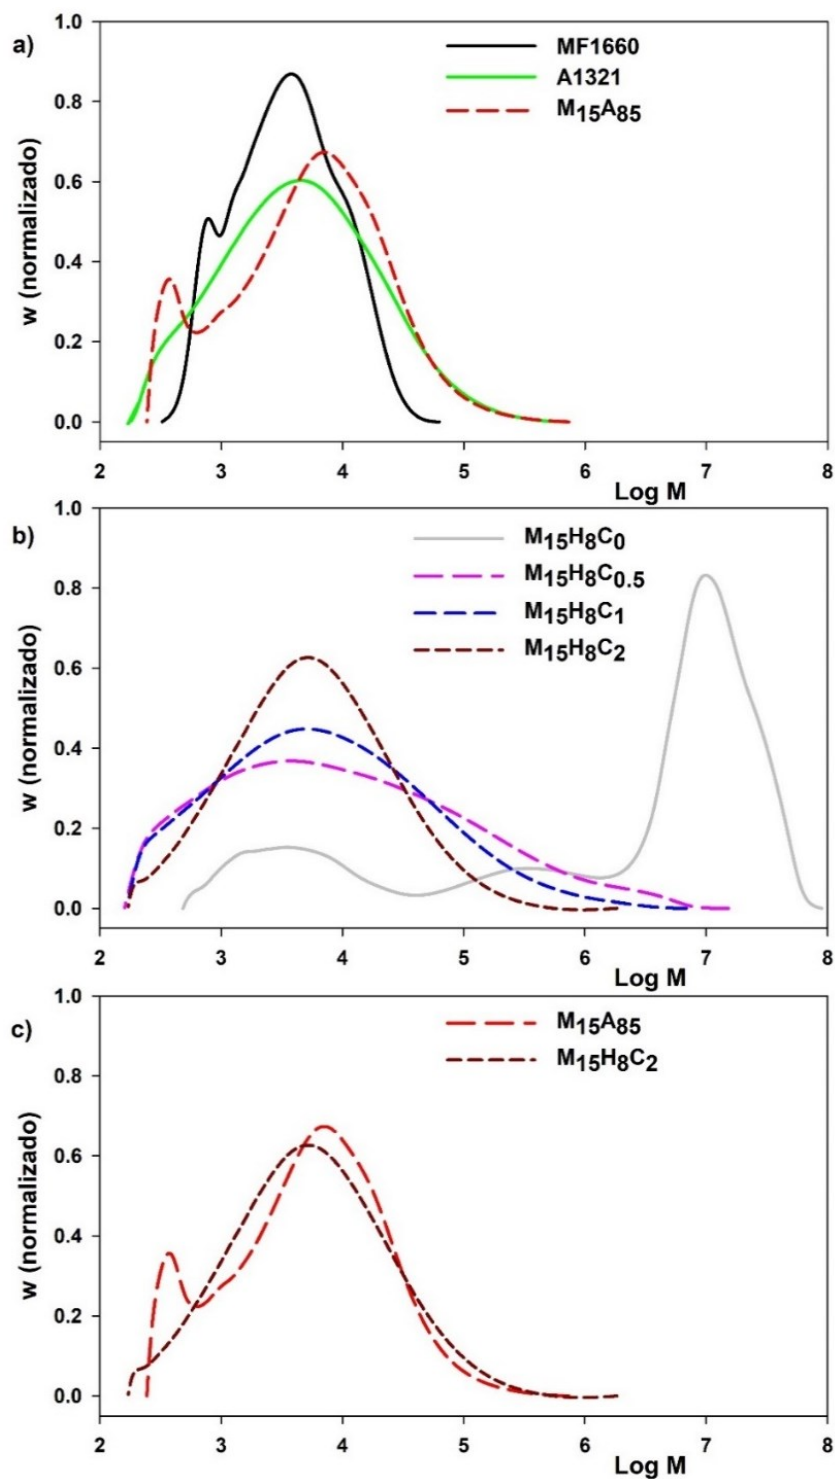 a)
1.0
0.8
0.6
0.4
0.2
0.0
w (normalizado)
MF1660
A1321
M15A85
2 3 4 5 6 7 8
Log M
b)
1.0
0.8
0.6
0.4
0.2
0.0
w (normalizado)
M15H8C0
M15H8C0.5
M15H8C1
M15H8C2
2 3 4 5 6 7 8
Log M
c)
1.0
0.8
0.6
0.4
0.2
0.0
w (normalizado)
M15A85
M15H8C2
2 3 4 5 6 7 8
Log M